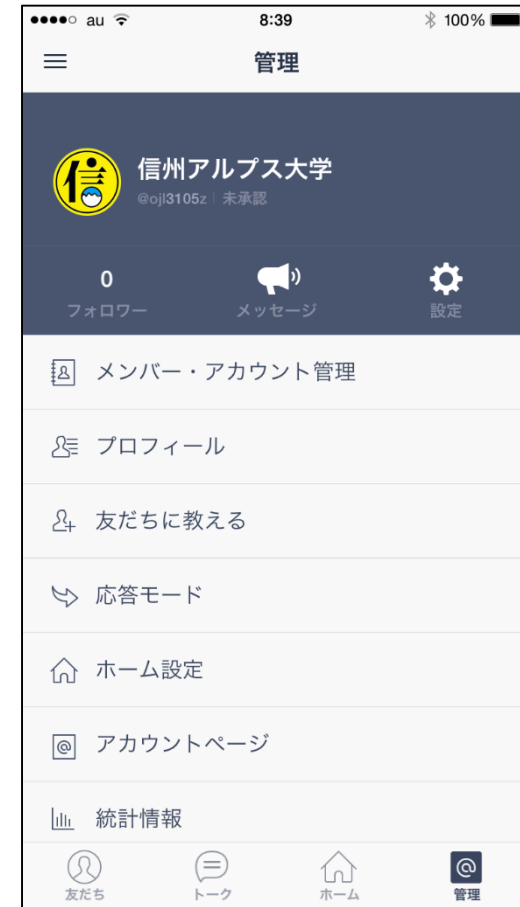 au 8:39 100%
管理
信
信州アルプス大学
@ojl3105z | 未承認
0
フォロワー メッセージ 設定
メンバー・アカウント管理
プロフィール
友だちに教える
応答モード
ホーム設定
@ アカウントページ
統計情報
@
友だち トーク ホーム 管理